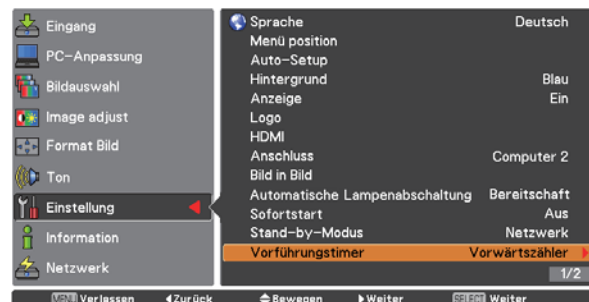 Eingang
PC-Anpassung
Bildauswahl
Image adjust
Format Bild
Ton
Einstellung
Information
Netzwerk
Sprache Deutsch
Menü position
Auto-Setup
Hintergrund Blau
Anzeige Ein
Logo
HDMI
Anschluss Computer 2
Bild in Bild
Automatische Lampenabschaltung Bereitschaft
Sofortstart Aus
Stand-by-Modus Netzwerk
Vorführungstimer Vorwärtszähler
1/2
MENU Verlassen Zurück Bewegen Weiter SELECT Weiter